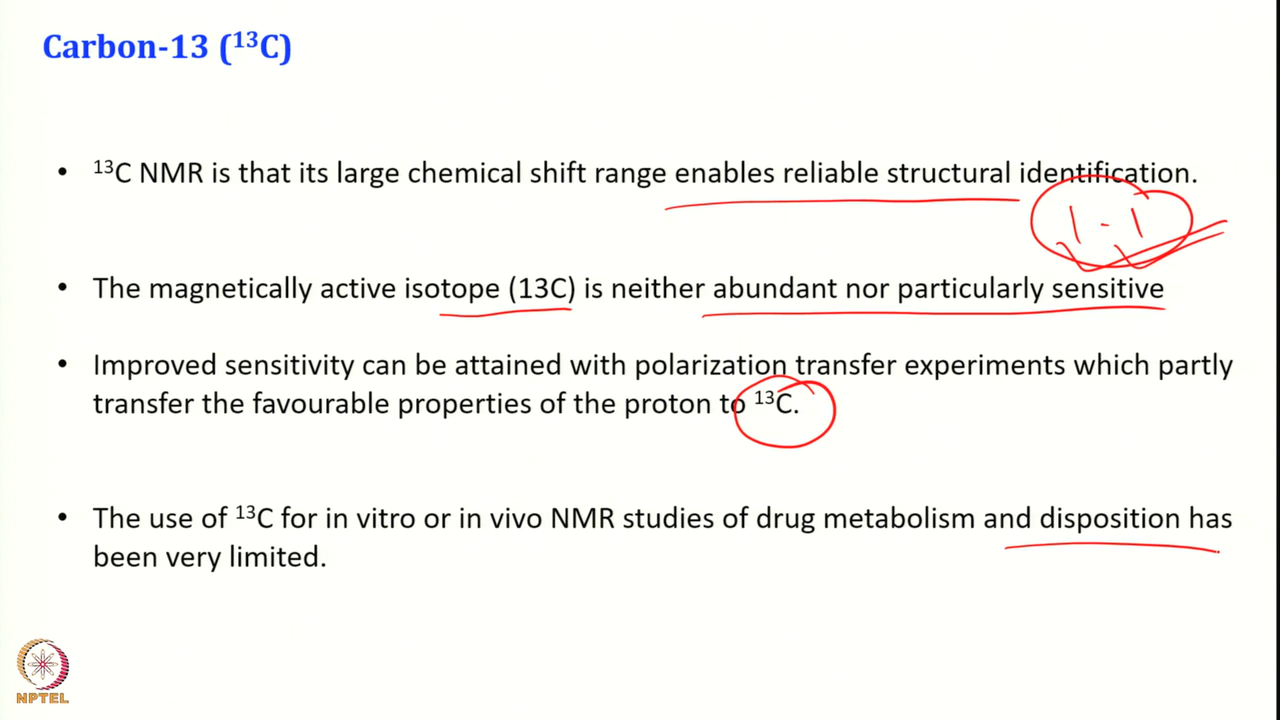 Carbon-13 (¹³C)
• ¹³C NMR is that its large chemical shift range enables reliable structural identification.
1 - 1
• The magnetically active isotope (13C) is neither abundant nor particularly sensitive
• Improved sensitivity can be attained with polarization transfer experiments which partly
transfer the favourable properties of the proton to ¹³C.
• The use of ¹³C for in vitro or in vivo NMR studies of drug metabolism and disposition has
been very limited.
NPTEL